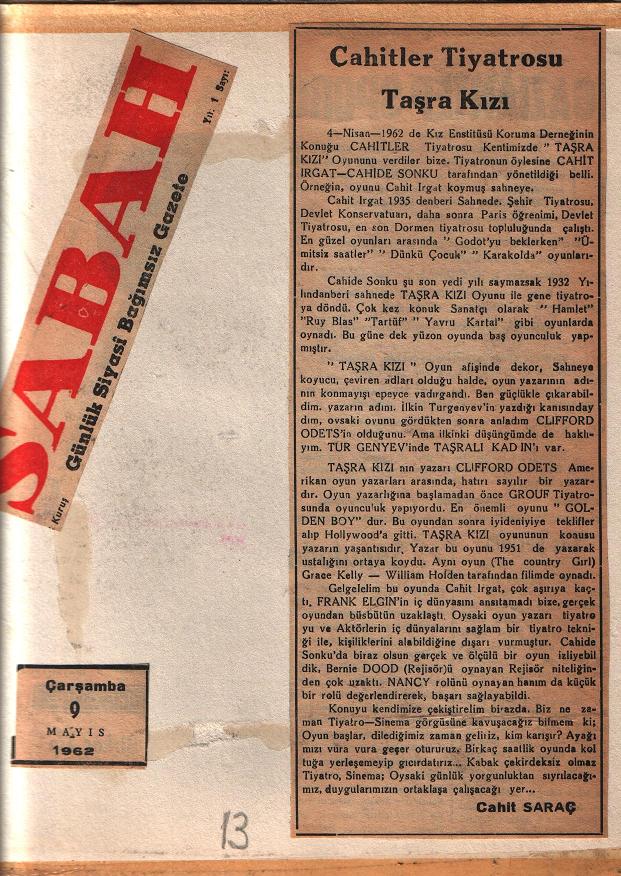 SABAH
Günlük Siyasi Bağımsız Gazete
Yıl: 1 Sayı:
Kuruş
Çarşamba
9
MAYIS
1962
13
Cahitler Tiyatrosu
Taşra Kızı
4—Nisan—1962 de Kız Enstitüsü Koruma Derneğinin
Konuğu CAHİTLER Tiyatrosu Kentimizde " TAŞRA
KIZI" Oyununu verdiler bize. Tiyatronun öylesine CAHİT
IRGAT—CAHİDE SONKU tarafından yönetildiği belli.
Örneğin, oyunu Cahit Irgat koymuş sahneye.
Cahit Irgat 1935 denberi Sahnede. Şehir Tiyatrosu,
Devlet Konservatuarı, daha sonra Paris öğrenimi, Devlet
Tiyatrosu, en son Dormen tiyatrosu topluluğunda çalıştı.
En güzel oyunları arasında " Godot'yu beklerken" "Ü-
mitsiz saatler" " Dünkü Çocuk" " Karakolda" oyunları-
dır.
Cahide Sonku şu son yedi yılı saymazsak 1932 Yı-
lındanberi sahnede TAŞRA KIZI Oyunu ile gene tiyatro-
ya döndü. Çok kez konuk Sanatçı olarak " Hamlet"
"Ruy Blas" "Tartüf" " Yavru Kartal" gibi oyunlarda
oynadı. Bu güne dek yüzon oyunda baş oyunculuk yap-
mıştır.
" TAŞRA KIZI " Oyun afişinde dekor, Sahneye
koyucu, çeviren adları olduğu halde, oyun yazarının adı-
nın konmayışı epeyce vadırgandı. Ben güçlükle çıkarabil-
dim. yazarın adını. İlkin Turgenyev'in yazdığı kanısınday
dım, oysaki oyunu gördükten sonra anladım CLIFFORD
ODETS'in olduğunu. Ama ilkinki düşüngümde de haklı-
yım. TUR GENYEV'inde TAŞRALI KADIN'ı var.
TAŞRA KIZI nın yazarı CLIFFORD ODETS Ame-
rikan oyun yazarları arasında, hatırı sayılır bir yazar-
dır. Oyun yazarlığına başlamadan önce GROUF Tiyatro-
sunda oyunculuk yapıyordu. En önemli oyunu " GOL-
DEN BOY" dur. Bu oyundan sonra iyideniyiye teklifler
alıp Hollywood'a gitti. TAŞRA KIZI oyununun konusu
yazarın yaşantısıdır. Yazar bu oyunu 1951 de yazarak
ustalığını ortaya koydu. Aynı oyun (The country Girl)
Grace Kelly — William Holden tarafından filimde oynadı.
Gelgelelim bu oyunda Cahit Irgat, çok aşırıya kaç-
tı, FRANK ELGIN'in iç dünyasını ansıtamadı bize, gerçek
oyundan büsbütün uzaklaştı. Oysaki oyun yazarı tiyatro
yu ve Aktörlerin iç dünyalarını sağlam bir tiyatro tekni-
ği ile, kişiliklerini alabildiğine dışarı vurmuştur. Cahide
Sonku'da biraz olsun gerçek ve ölçülü bir oyun izliyebil
dik, Bernie DOOD (Rejisör)ü oynayan Rejisör niteliğin-
den çok uzaktı. NANCY rolünü oynayan hanım da küçük
bir rolü değerlendirerek, başarı sağlayabildi.
Konuyu kendimize çekiştirelim birazda. Biz ne za-
man Tiyatro—Sinema görgüsüne kavuşacağız bilmem ki;
Oyun başlar, dilediğimiz zaman geliriz, kim karışır? Ayağı
mızı vura vura geçer otururuz. Birkaç saatlik oyunda kol
tuğa yerleşemeyip gıcırdatırız... Kabak çekirdeksiz olmaz
Tiyatro, Sinema; Oysaki günlük yorgunluktan sıyrılacağı-
mız, duygularımızın ortaklaşa çalışacağı yer...
Cahit SARAÇ